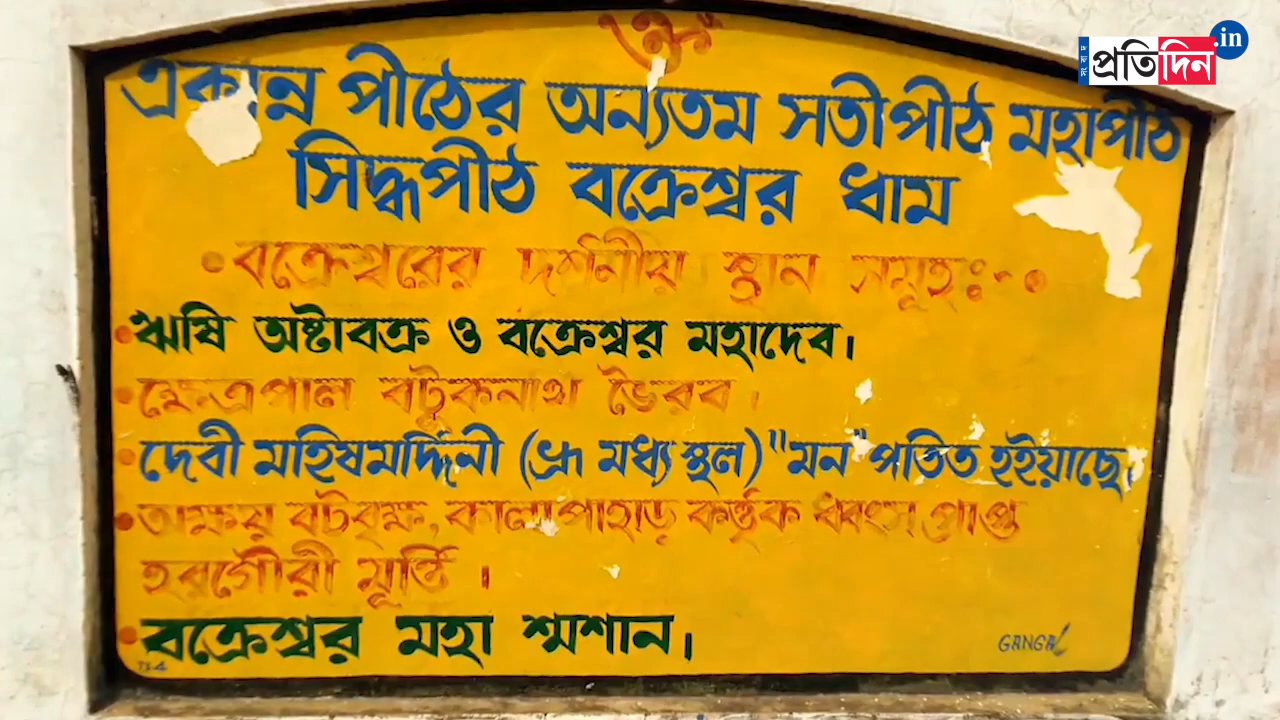 ওঁ
সংবাদ প্রতিদিন .in
একান্ন পীঠের অন্যতম সতীপীঠ মহাপীঠ
সিদ্ধপীঠ বক্রেশ্বর ধাম
বক্রেশ্বরের দর্শনীয় স্থান সমূহঃ-
ঋষি অষ্টাবক্র ও বক্রেশ্বর মহাদেব।
ক্ষেত্রপাল বটুকনাথ ভৈরব।
দেবী মহিষমর্দ্দিনী (ভ্রূ মধ্য স্থল) "মন" পতিত হইয়াছে।
অক্ষয় বটবৃক্ষ, কালাপাহাড় কর্ত্তৃক ধ্বংস প্রাপ্ত
হরগৌরী মূর্ত্তি।
বক্রেশ্বর মহা শ্মশান।
GANGA